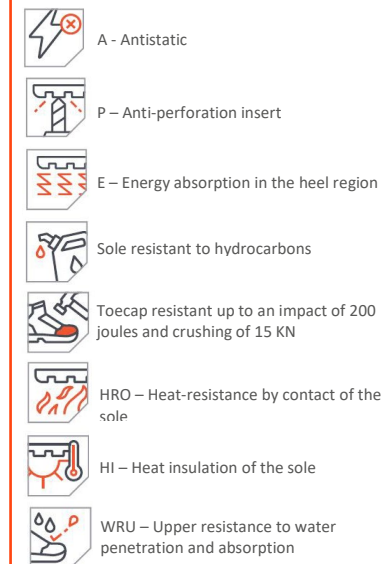 A - Antistatic
P – Anti-perforation insert
E – Energy absorption in the heel region
Sole resistant to hydrocarbons
Toecap resistant up to an impact of 200
joules and crushing of 15 KN
HRO – Heat-resistance by contact of the
sole
HI – Heat insulation of the sole
WRU – Upper resistance to water
penetration and absorption